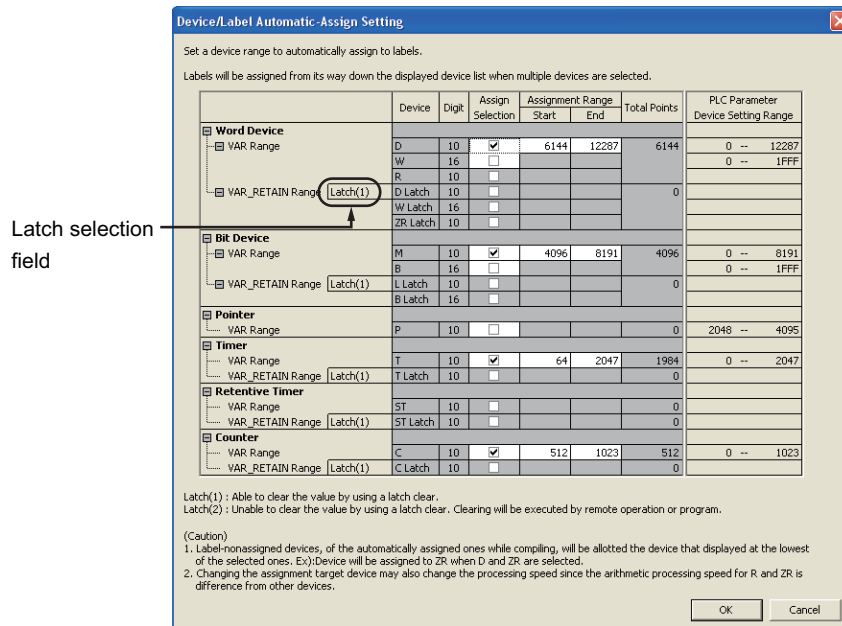 Device/Label Automatic-Assign Setting
Set a device range to automatically assign to labels.
Labels will be assigned from its way down the displayed device list when multiple devices are selected.
Device Digit Assign Selection Assignment Range Start End Total Points PLC Parameter Device Setting Range
Word Device
VAR Range D 10 6144 12287 6144 0 -- 12287
W 16 0 -- 1FFF
R 10
VAR_RETAIN Range Latch(1) D Latch 10 0
W Latch 16
ZR Latch 10
Latch selection
field
Bit Device
VAR Range M 10 4096 8191 4096 0 -- 8191
B 16 0 -- 1FFF
VAR_RETAIN Range Latch(1) L Latch 10 0
B Latch 16
Pointer
VAR Range P 10 0 2048 -- 4095
Timer
VAR Range T 10 64 2047 1984 0 -- 2047
VAR_RETAIN Range Latch(1) T Latch 10 0
Retentive Timer
VAR Range ST 10 0
VAR_RETAIN Range Latch(1) ST Latch 10 0
Counter
VAR Range C 10 512 1023 512 0 -- 1023
VAR_RETAIN Range Latch(1) C Latch 10 0
Latch(1) : Able to clear the value by using a latch clear.
Latch(2) : Unable to clear the value by using a latch clear. Clearing will be executed by remote operation or program.
(Caution)
1. Label-nonassigned devices, of the automatically assigned ones while compiling, will be allotted the device that displayed at the lowest
of the selected ones. Ex):Device will be assigned to ZR when D and ZR are selected.
2. Changing the assignment target device may also change the processing speed since the arithmetic processing speed for R and ZR is
difference from other devices.
OK Cancel